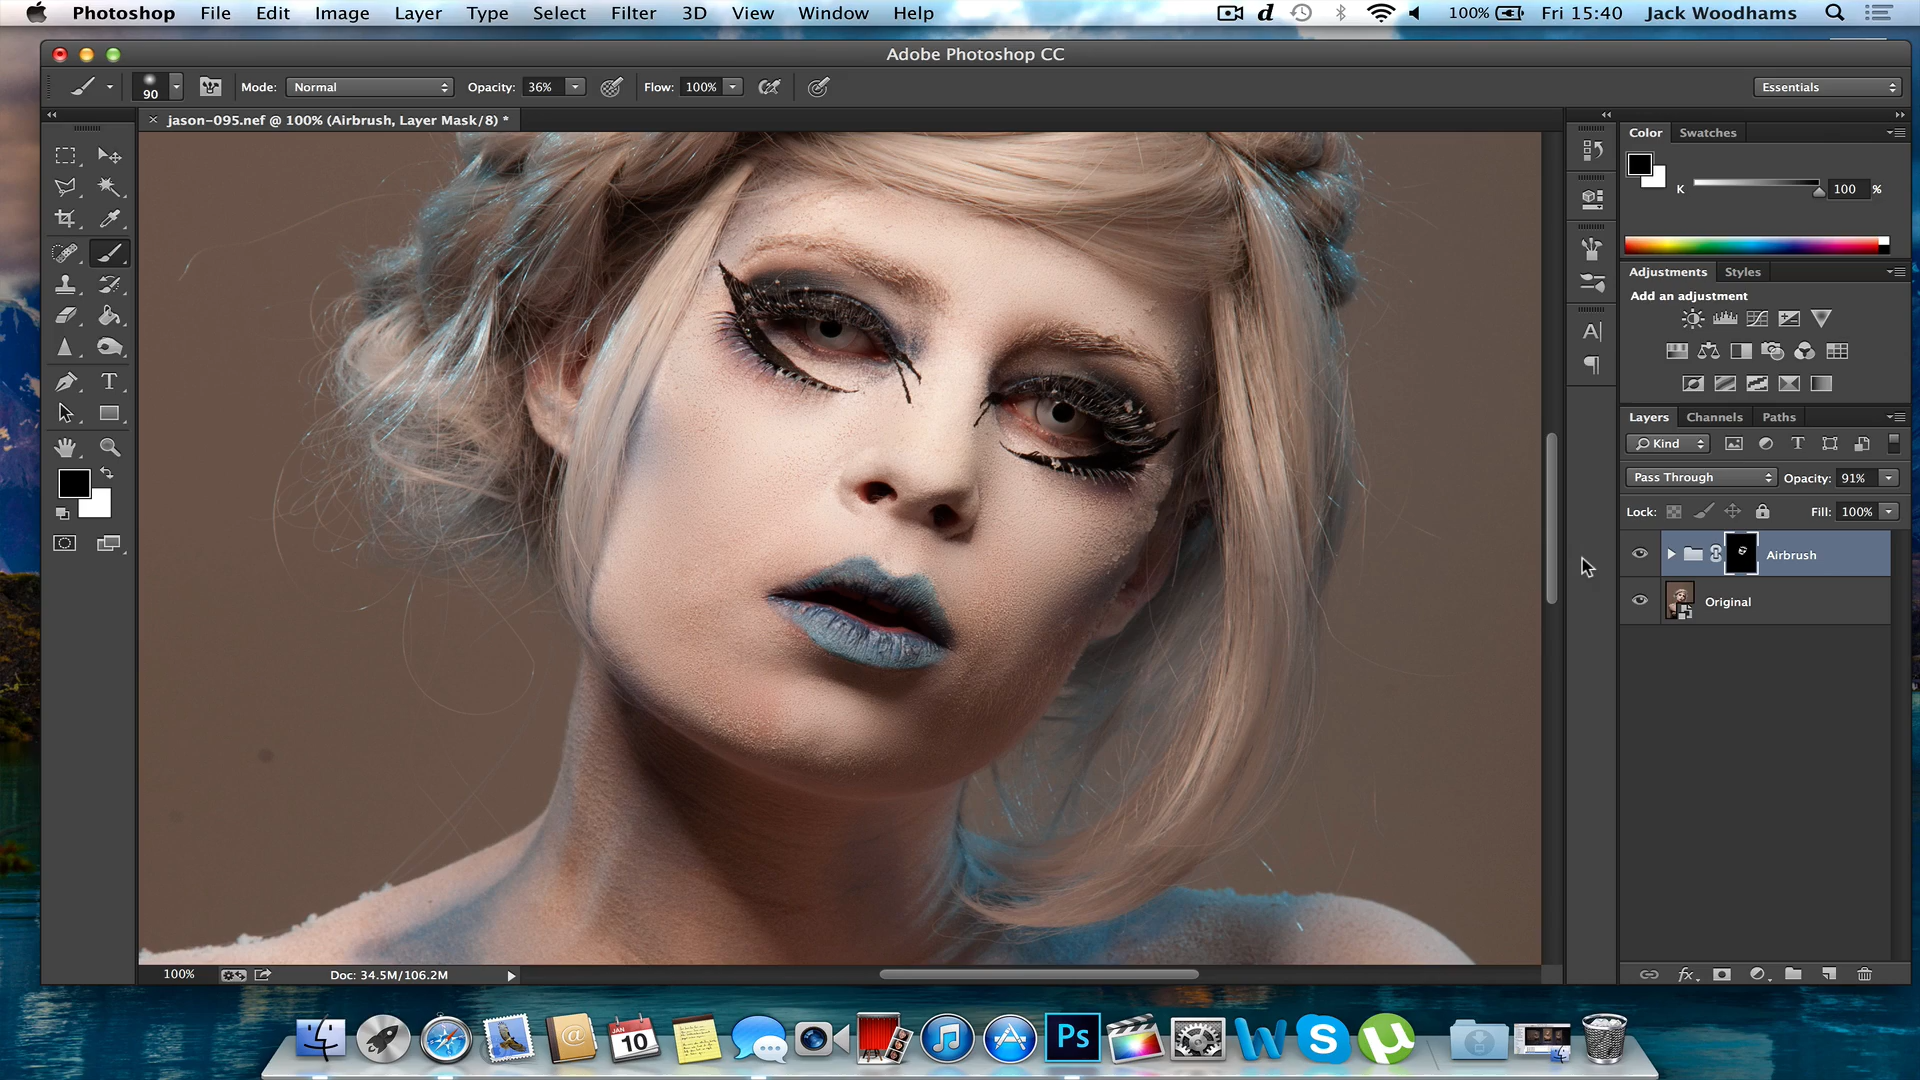 Photoshop File Edit Image Layer Type Select Filter 3D View Window Help 100% Fri 15:40 Jack Woodhams
Adobe Photoshop CC
90 Mode: Normal Opacity: 36% Flow: 100% Essentials
jason-095.nef @ 100% (Airbrush, Layer Mask/8) *
Color Swatches
K 100 %
Adjustments Styles
Add an adjustment
Layers Channels Paths
Kind
Pass Through Opacity: 91%
Lock: Fill: 100%
Airbrush
Original
100% Doc: 34.5M/106.2M
fx
JAN
10
Ps